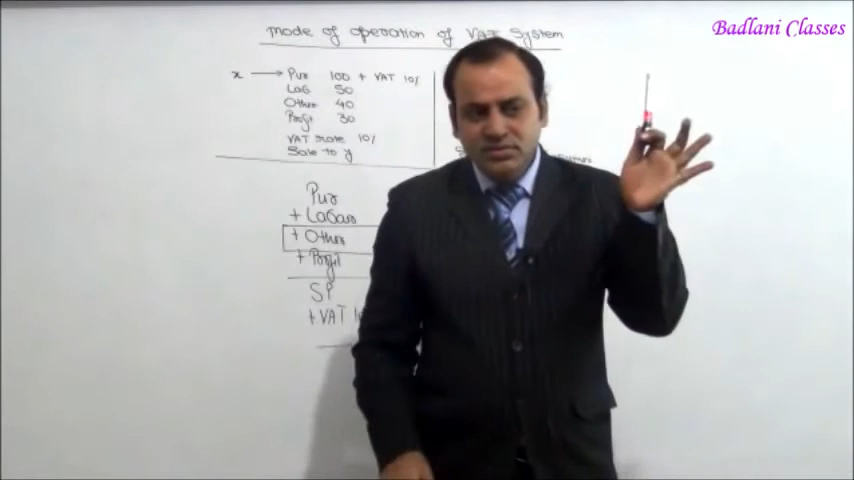 Badlani Classes
mode of operation of VAT System
x → Pur 100 + VAT 10%
Lab 50
Other 40
Profit 30
VAT rate 10%
Sale to y
Pur
+ Labour
+ Other
+ Profit
SP
+ VAT